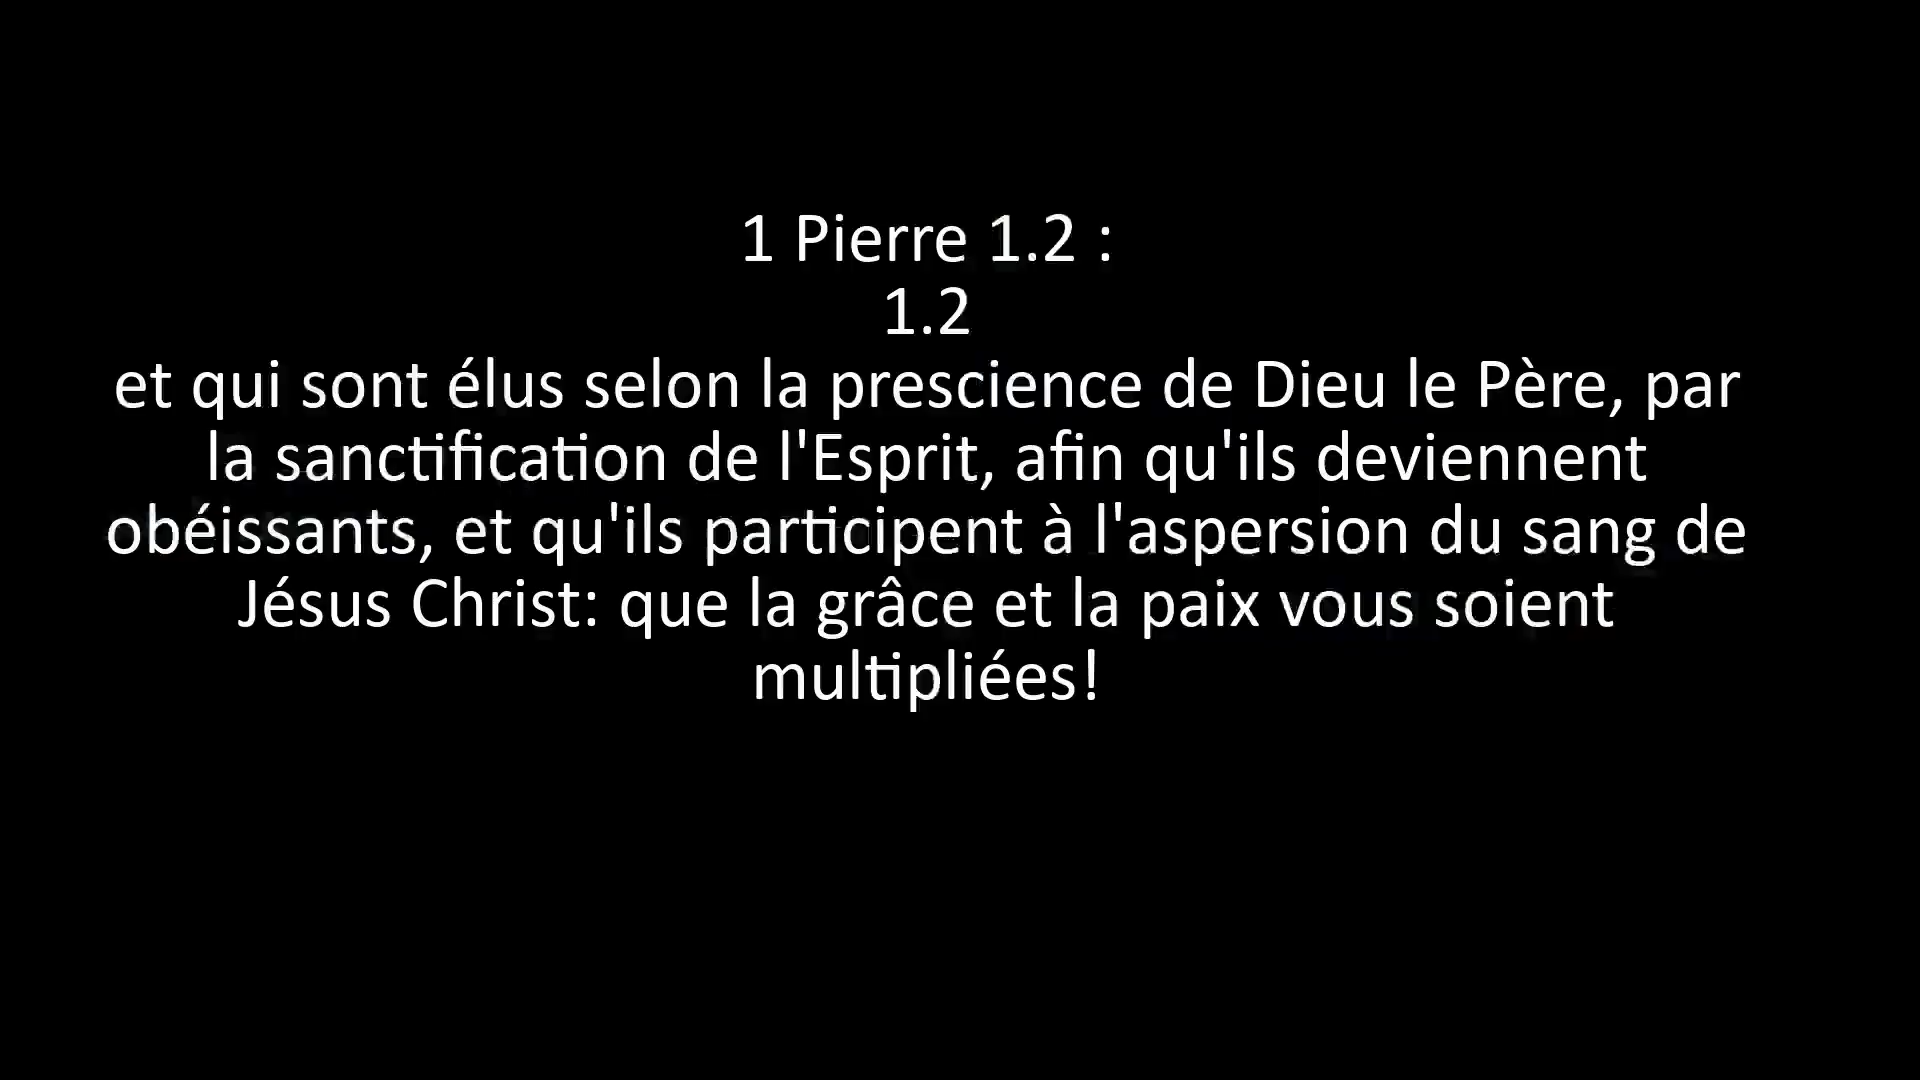 1 Pierre 1.2 :
1.2
et qui sont élus selon la prescience de Dieu le Père, par
la sanctification de l'Esprit, afin qu'ils deviennent
obéissants, et qu'ils participent à l'aspersion du sang de
Jésus Christ: que la grâce et la paix vous soient
multipliées!